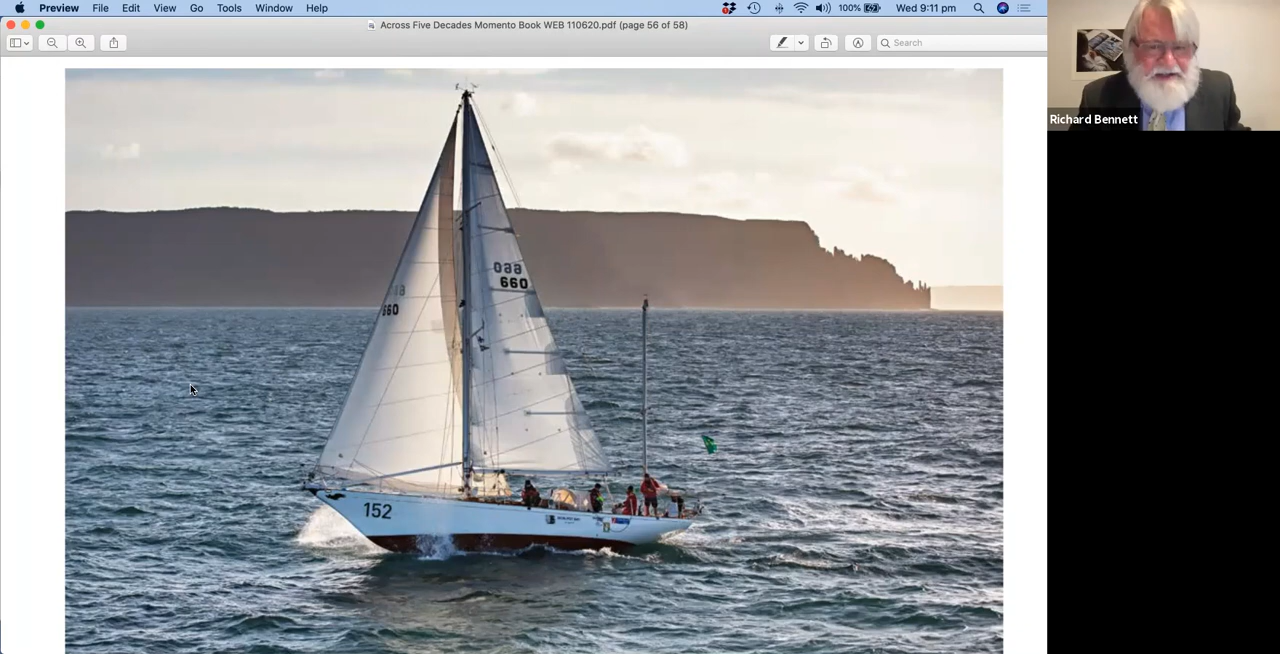 Preview File Edit View Go Tools Window Help 100% Wed 9:11 pm
Across Five Decades Momento Book WEB 110620.pdf (page 56 of 58)
Search
Richard Bennett
660
660
660
152